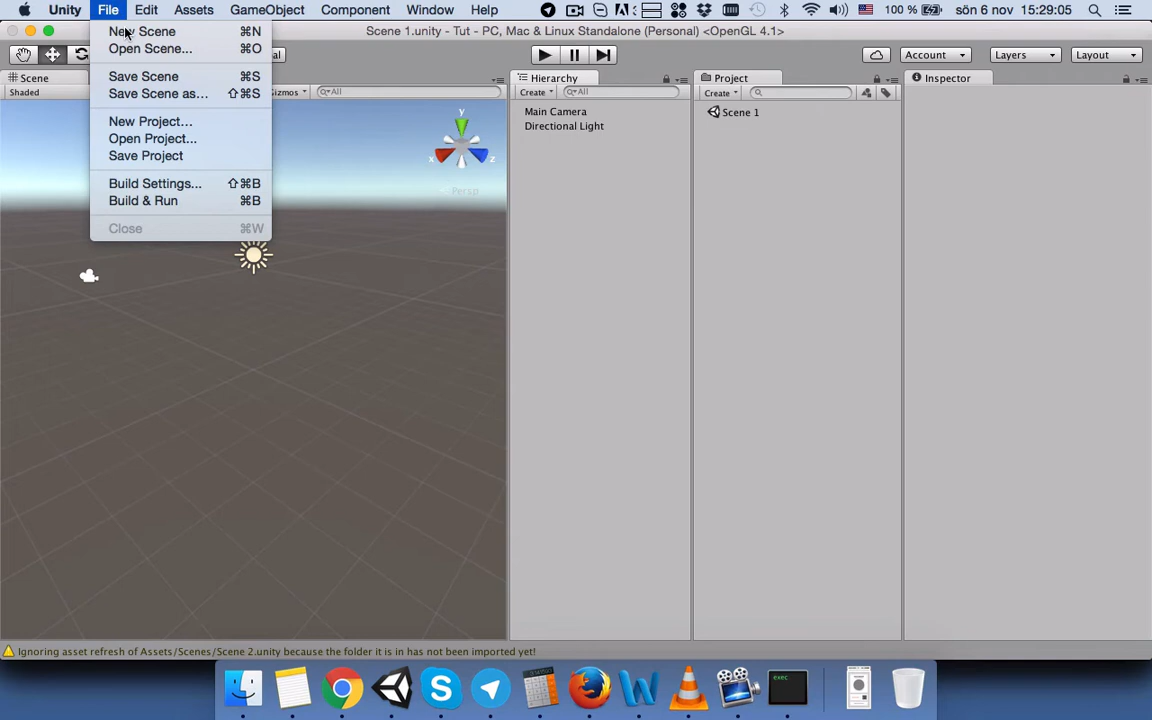 Unity File Edit Assets GameObject Component Window Help 100 % sön 6 nov 15:29:05
Scene 1.unity - Tut - PC, Mac & Linux Standalone (Personal) <OpenGL 4.1>
New Scene ⌘N
Open Scene... ⌘O
Save Scene ⌘S
Save Scene as... ⇧⌘S
New Project...
Open Project...
Save Project
Build Settings... ⇧⌘B
Build & Run ⌘B
Close ⌘W
Account Layers Layout
Scene
Shaded Gizmos All
y
x z
Persp
Hierarchy
Create All
Main Camera
Directional Light
Project
Create
Scene 1
Inspector
Ignoring asset refresh of Assets/Scenes/Scene 2.unity because the folder it is in has not been imported yet!
exec